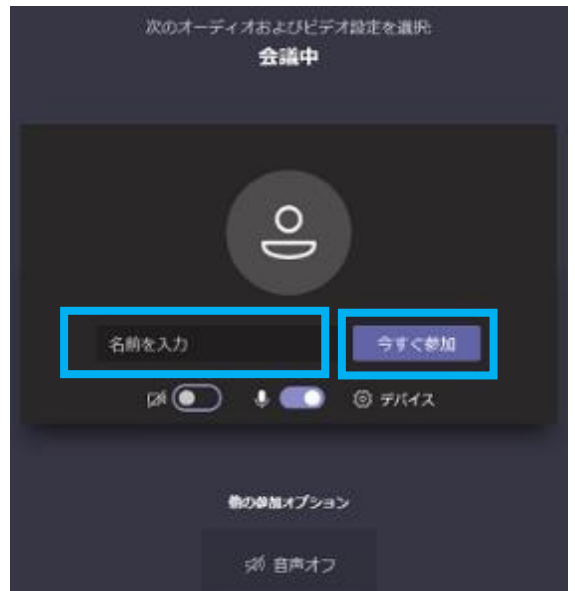 次のオーディオおよびビデオ設定を選択:
会議中
名前を入力
今すぐ参加
デバイス
他の参加オプション
音声オフ